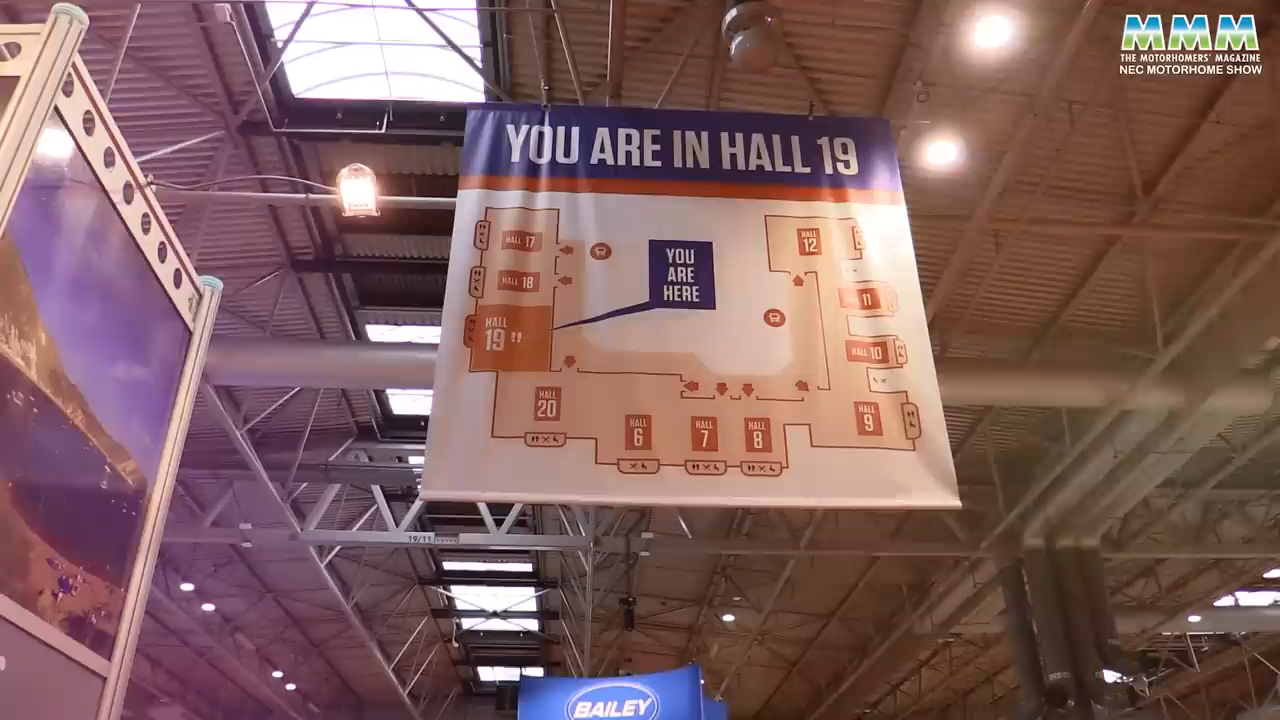 MMM
THE MOTORHOMERS' MAGAZINE
NEC MOTORHOME SHOW
YOU ARE IN HALL 19
HALL 17
HALL 18
HALL
19
YOU
ARE
HERE
HALL
12
11
HALL 10
HALL
9
HALL
20
HALL
6
HALL
7
HALL
8
19/11
BAILEY